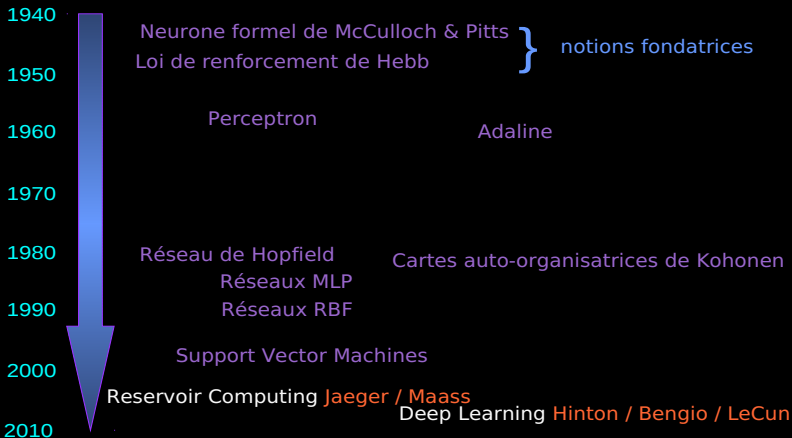 1940
Neurone formel de McCulloch & Pitts
} notions fondatrices
Loi de renforcement de Hebb
1950
Perceptron
Adaline
1960
1970
1980
Réseau de Hopfield
Cartes auto-organisatrices de Kohonen
Réseaux MLP
1990
Réseaux RBF
Support Vector Machines
2000
Reservoir Computing Jaeger / Maass
Deep Learning Hinton / Bengio / LeCun
2010